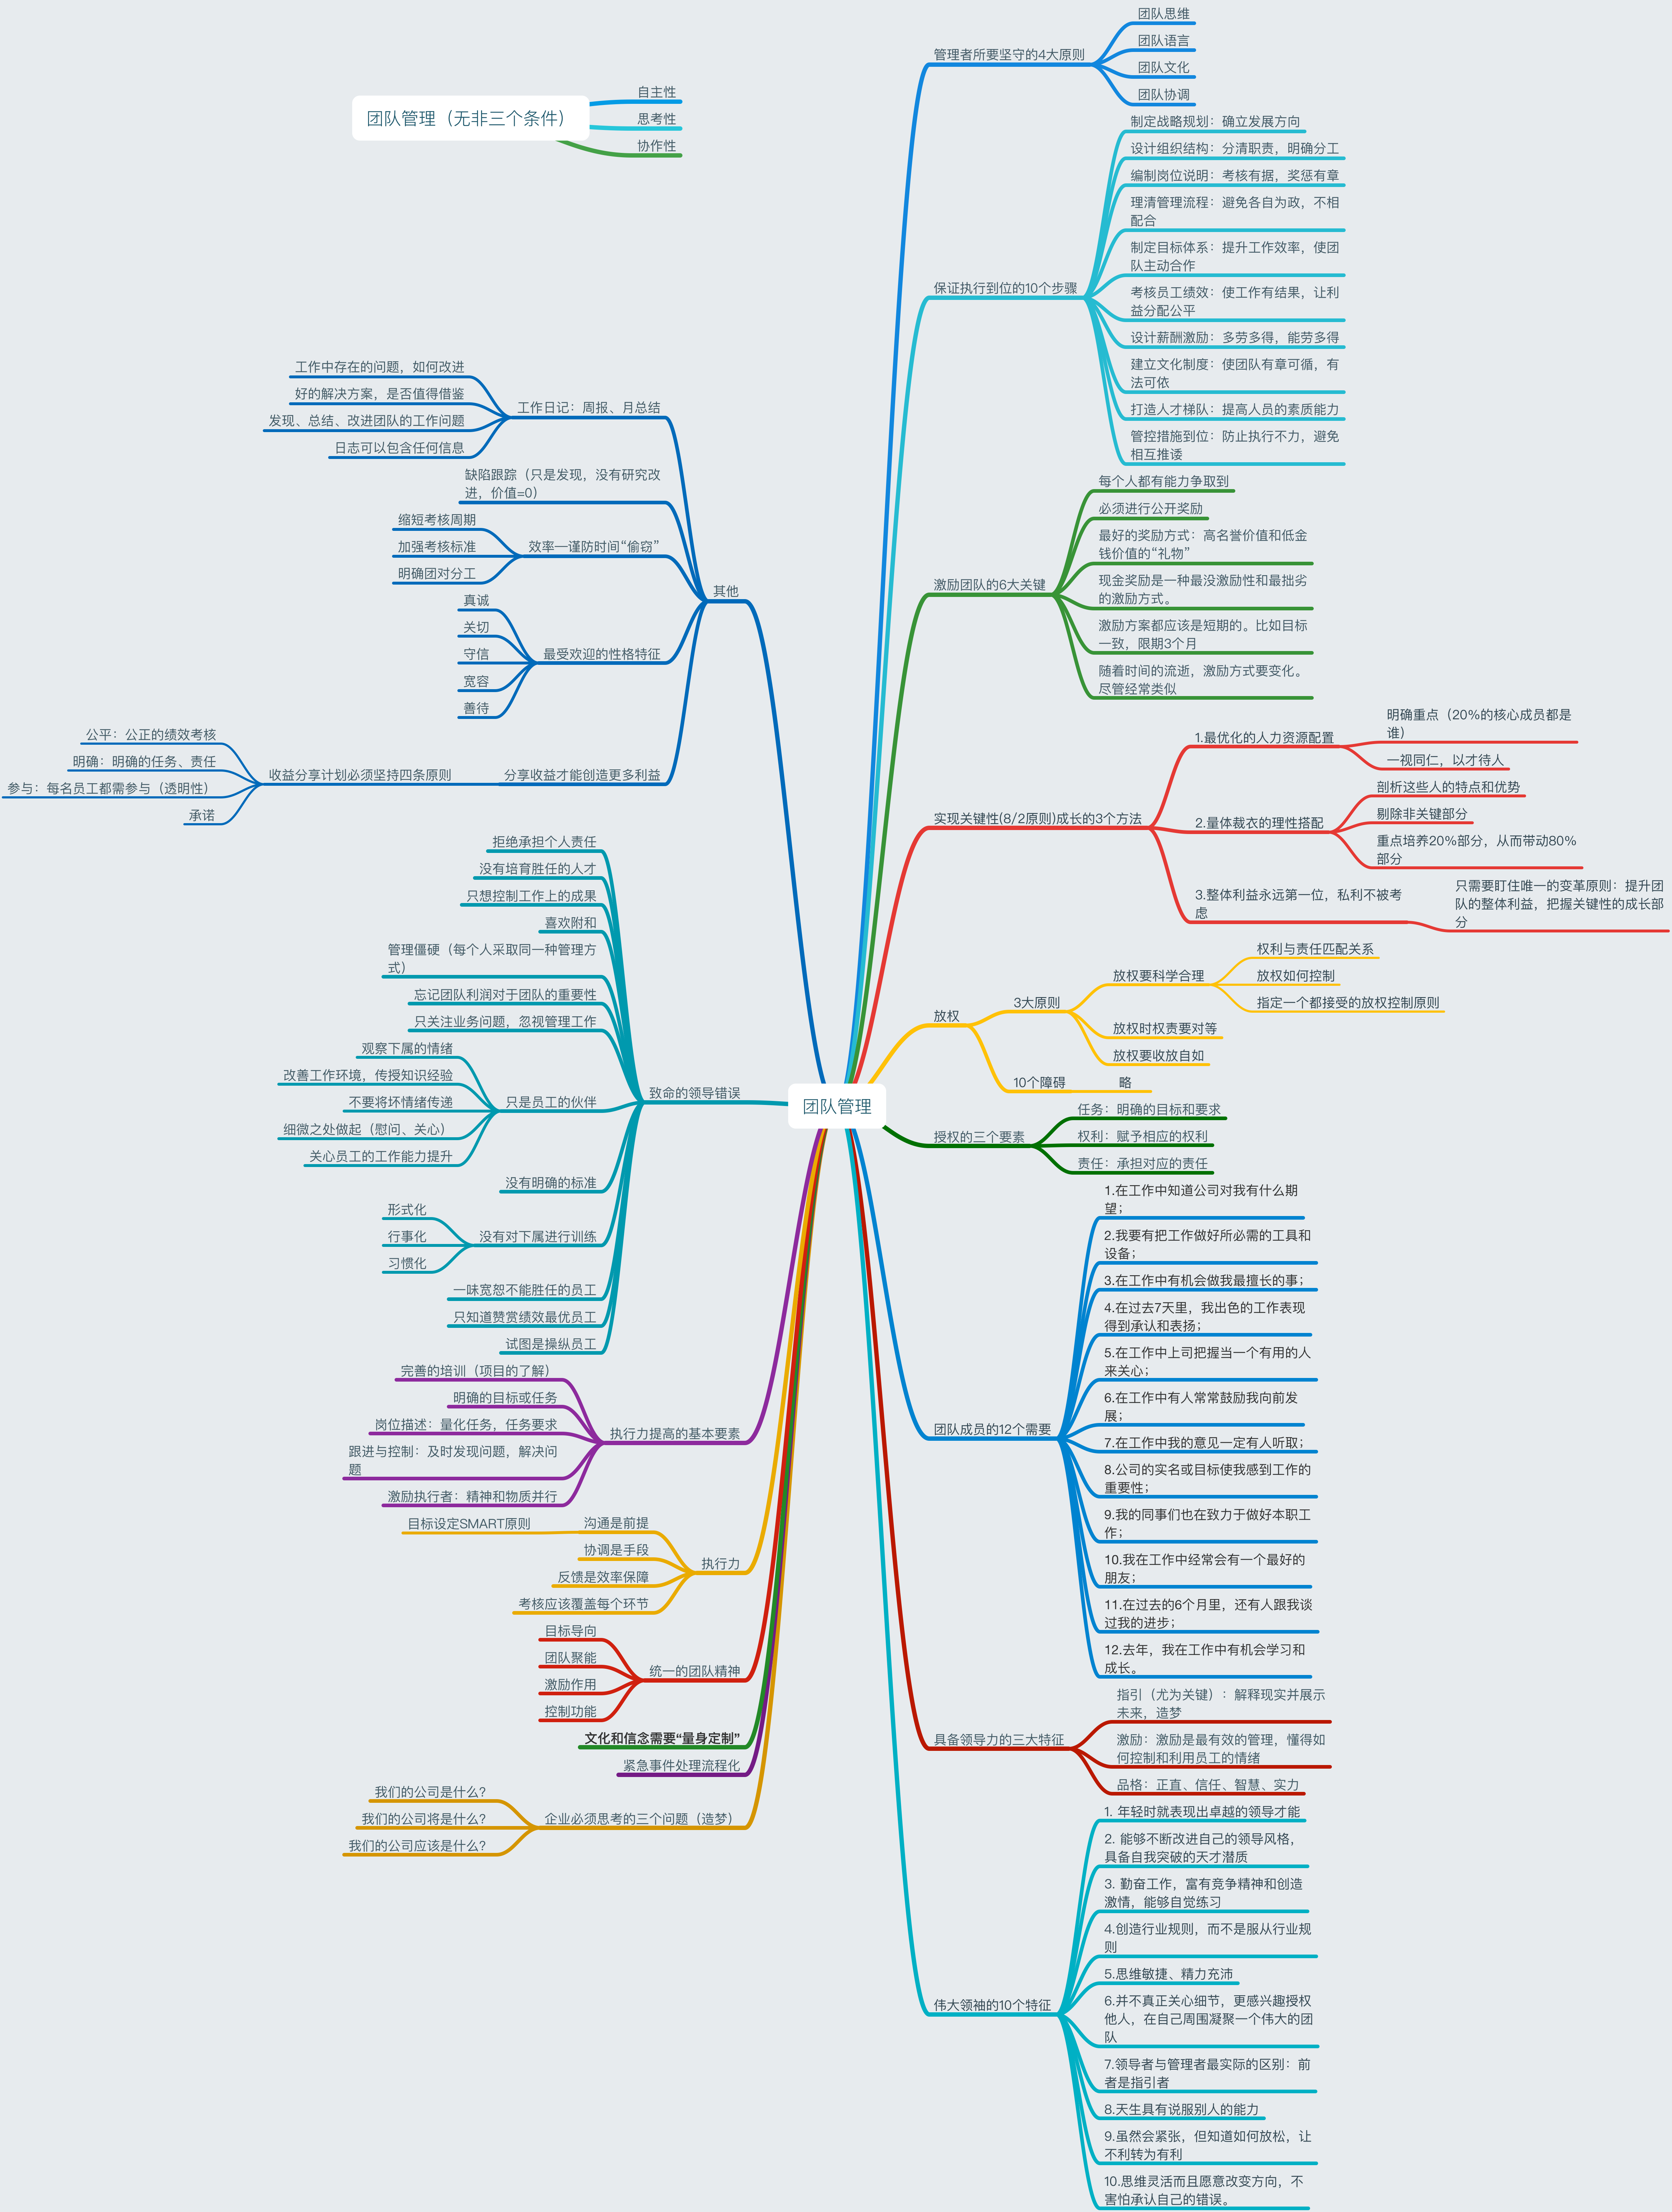 团队管理（无非三个条件）
自主性
思考性
协作性
团队管理
管理者所要坚守的4大原则
团队思维
团队语言
团队文化
团队协调
保证执行到位的10个步骤
制定战略规划：确立发展方向
设计组织结构：分清职责，明确分工
编制岗位说明：考核有据，奖惩有章
理清管理流程：避免各自为政，不相
配合
制定目标体系：提升工作效率，使团
队主动合作
考核员工绩效：使工作有结果，让利
益分配公平
设计薪酬激励：多劳多得，能劳多得
建立文化制度：使团队有章可循，有
法可依
打造人才梯队：提高人员的素质能力
管控措施到位：防止执行不力，避免
相互推诿
激励团队的6大关键
每个人都有能力争取到
必须进行公开奖励
最好的奖励方式：高名誉价值和低金
钱价值的“礼物”
现金奖励是一种最没激励性和最拙劣
的激励方式。
激励方案都应该是短期的。比如目标
一致，限期3个月
随着时间的流逝，激励方式要变化。
尽管经常类似
实现关键性(8/2原则)成长的3个方法
1.最优化的人力资源配置
明确重点（20%的核心成员都是
谁）
一视同仁，以才待人
2.量体裁衣的理性搭配
剖析这些人的特点和优势
剔除非关键部分
重点培养20%部分，从而带动80%
部分
3.整体利益永远第一位，私利不被考
虑
只需要盯住唯一的变革原则：提升团
队的整体利益，把握关键性的成长部
分
放权
3大原则
放权要科学合理
权利与责任匹配关系
放权如何控制
指定一个都接受的放权控制原则
放权时权责要对等
放权要收放自如
10个障碍
略
授权的三个要素
任务：明确的目标和要求
权利：赋予相应的权利
责任：承担对应的责任
团队成员的12个需要
1.在工作中知道公司对我有什么期
望；
2.我要有把工作做好所必需的工具和
设备；
3.在工作中有机会做我最擅长的事；
4.在过去7天里，我出色的工作表现
得到承认和表扬；
5.在工作中上司把握当一个有用的人
来关心；
6.在工作中有人常常鼓励我向前发
展；
7.在工作中我的意见一定有人听取；
8.公司的实名或目标使我感到工作的
重要性；
9.我的同事们也在致力于做好本职工
作；
10.我在工作中经常会有一个最好的
朋友；
11.在过去的6个月里，还有人跟我谈
过我的进步；
12.去年，我在工作中有机会学习和
成长。
具备领导力的三大特征
指引（尤为关键）：解释现实并展示
未来，造梦
激励：激励是最有效的管理，懂得如
何控制和利用员工的情绪
品格：正直、信任、智慧、实力
伟大领袖的10个特征
1. 年轻时就表现出卓越的领导才能
2. 能够不断改进自己的领导风格，
具备自我突破的天才潜质
3. 勤奋工作，富有竞争精神和创造
激情，能够自觉练习
4.创造行业规则，而不是服从行业规
则
5.思维敏捷、精力充沛
6.并不真正关心细节，更感兴趣授权
他人，在自己周围凝聚一个伟大的团
队
7.领导者与管理者最实际的区别：前
者是指引者
8.天生具有说服别人的能力
9.虽然会紧张，但知道如何放松，让
不利转为有利
10.思维灵活而且愿意改变方向，不
害怕承认自己的错误。
其他
工作日记：周报、月总结
工作中存在的问题，如何改进
好的解决方案，是否值得借鉴
发现、总结、改进团队的工作问题
日志可以包含任何信息
缺陷跟踪（只是发现，没有研究改
进，价值=0）
效率—谨防时间“偷窃”
缩短考核周期
加强考核标准
明确团对分工
最受欢迎的性格特征
真诚
关切
守信
宽容
善待
分享收益才能创造更多利益
收益分享计划必须坚持四条原则
公平：公正的绩效考核
明确：明确的任务、责任
参与：每名员工都需参与（透明性）
承诺
致命的领导错误
拒绝承担个人责任
没有培育胜任的人才
只想控制工作上的成果
喜欢附和
管理僵硬（每个人采取同一种管理方
式）
忘记团队利润对于团队的重要性
只关注业务问题，忽视管理工作
只是员工的伙伴
观察下属的情绪
改善工作环境，传授知识经验
不要将坏情绪传递
细微之处做起（慰问、关心）
关心员工的工作能力提升
没有明确的标准
没有对下属进行训练
形式化
行事化
习惯化
一味宽恕不能胜任的员工
只知道赞赏绩效最优员工
试图是操纵员工
执行力提高的基本要素
完善的培训（项目的了解）
明确的目标或任务
岗位描述：量化任务，任务要求
跟进与控制：及时发现问题，解决问
题
激励执行者：精神和物质并行
执行力
沟通是前提
目标设定SMART原则
协调是手段
反馈是效率保障
考核应该覆盖每个环节
统一的团队精神
目标导向
团队聚能
激励作用
控制功能
文化和信念需要“量身定制”
紧急事件处理流程化
企业必须思考的三个问题（造梦）
我们的公司是什么？
我们的公司将是什么？
我们的公司应该是什么？